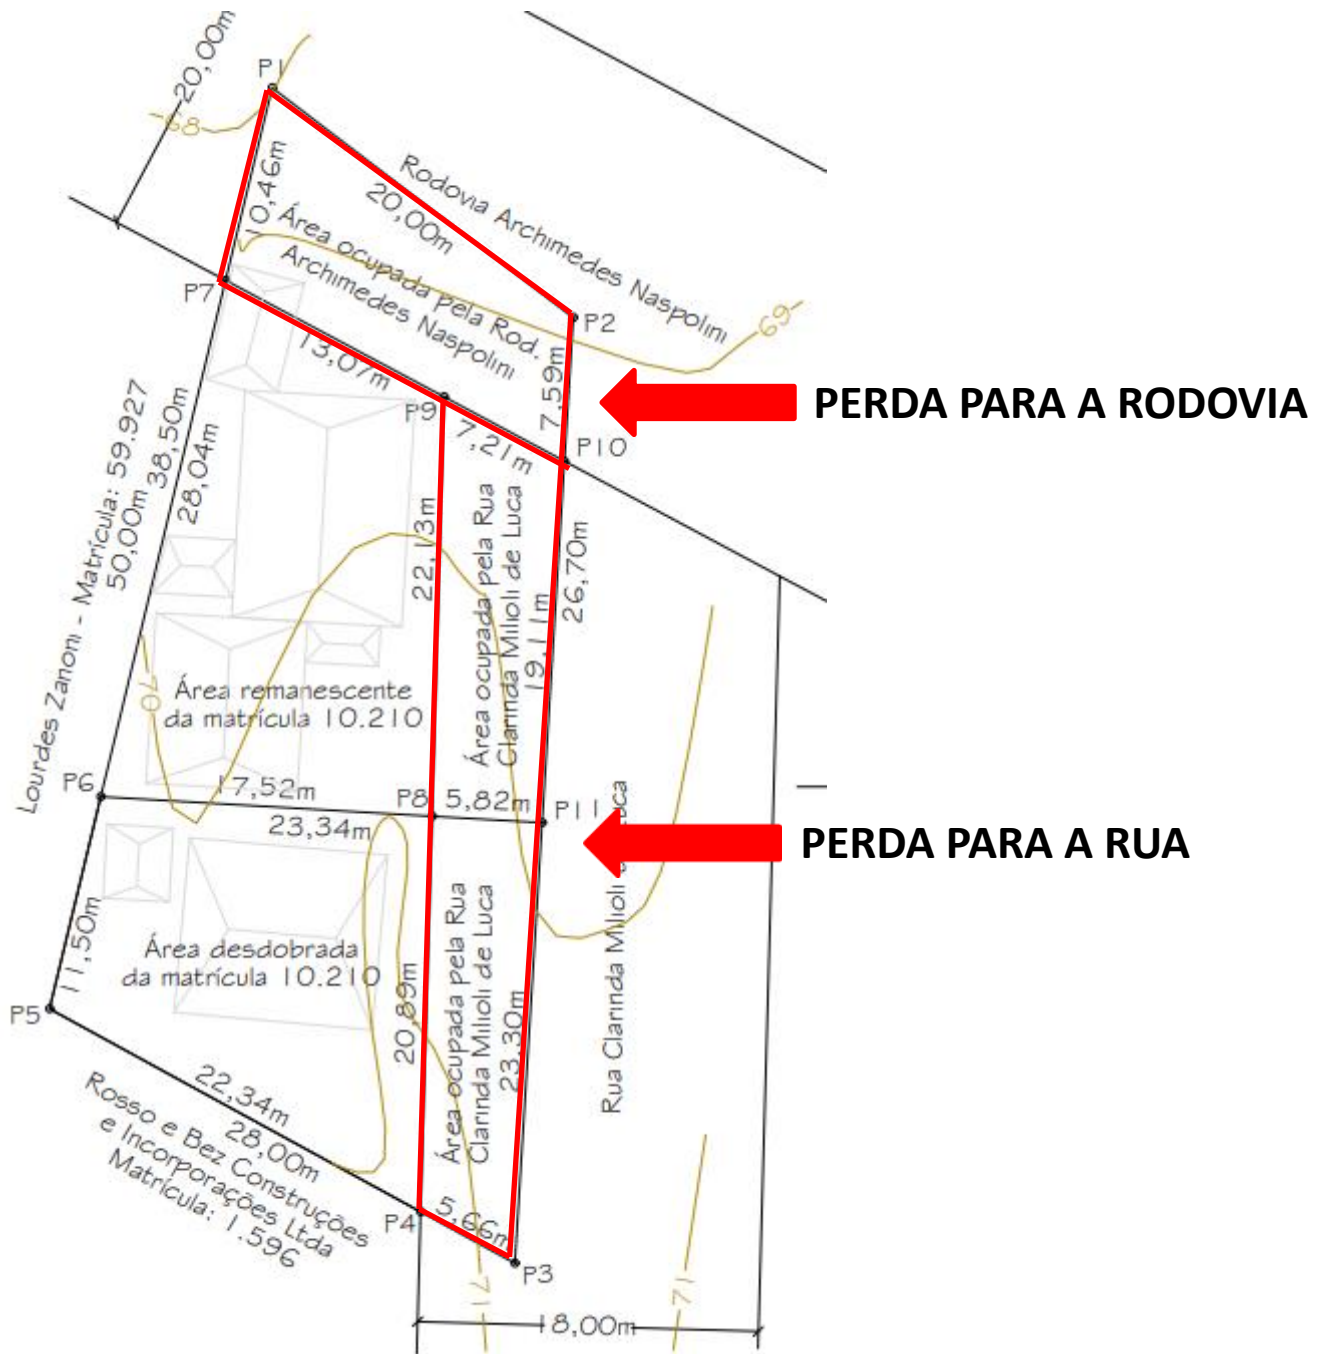 20,00m
P1
68
10,46m
Rodovia Archimedes Naspolini
20,00m
Área ocupada pela Rod.
Archimedes Naspolini
69
P2
P7
13,07m
7,59m
PERDA PARA A RODOVIA
P9
7,21m
P10
Lourdes Zanoni - Matrícula: 59.927
50,00m
38,50m
28,04m
22,13m
Área ocupada pela Rua
Clarinda Milioli de Luca
19,11m
26,70m
70
Área remanescente
da matrícula 10.210
P6
17,52m
23,34m
P8
5,82m
P11
PERDA PARA A RUA
Rua Clarinda Milioli
uca
11,50m
Área desdobrada
da matrícula 10.210
20,89m
Área ocupada pela Rua
Clarinda Milioli de Luca
23,30m
P5
22,34m
28,00m
Rosso e Bez Construções
e Incorporações Ltda
Matrícula: 1.596
P4
5,66m
P3
71
71
18,00m